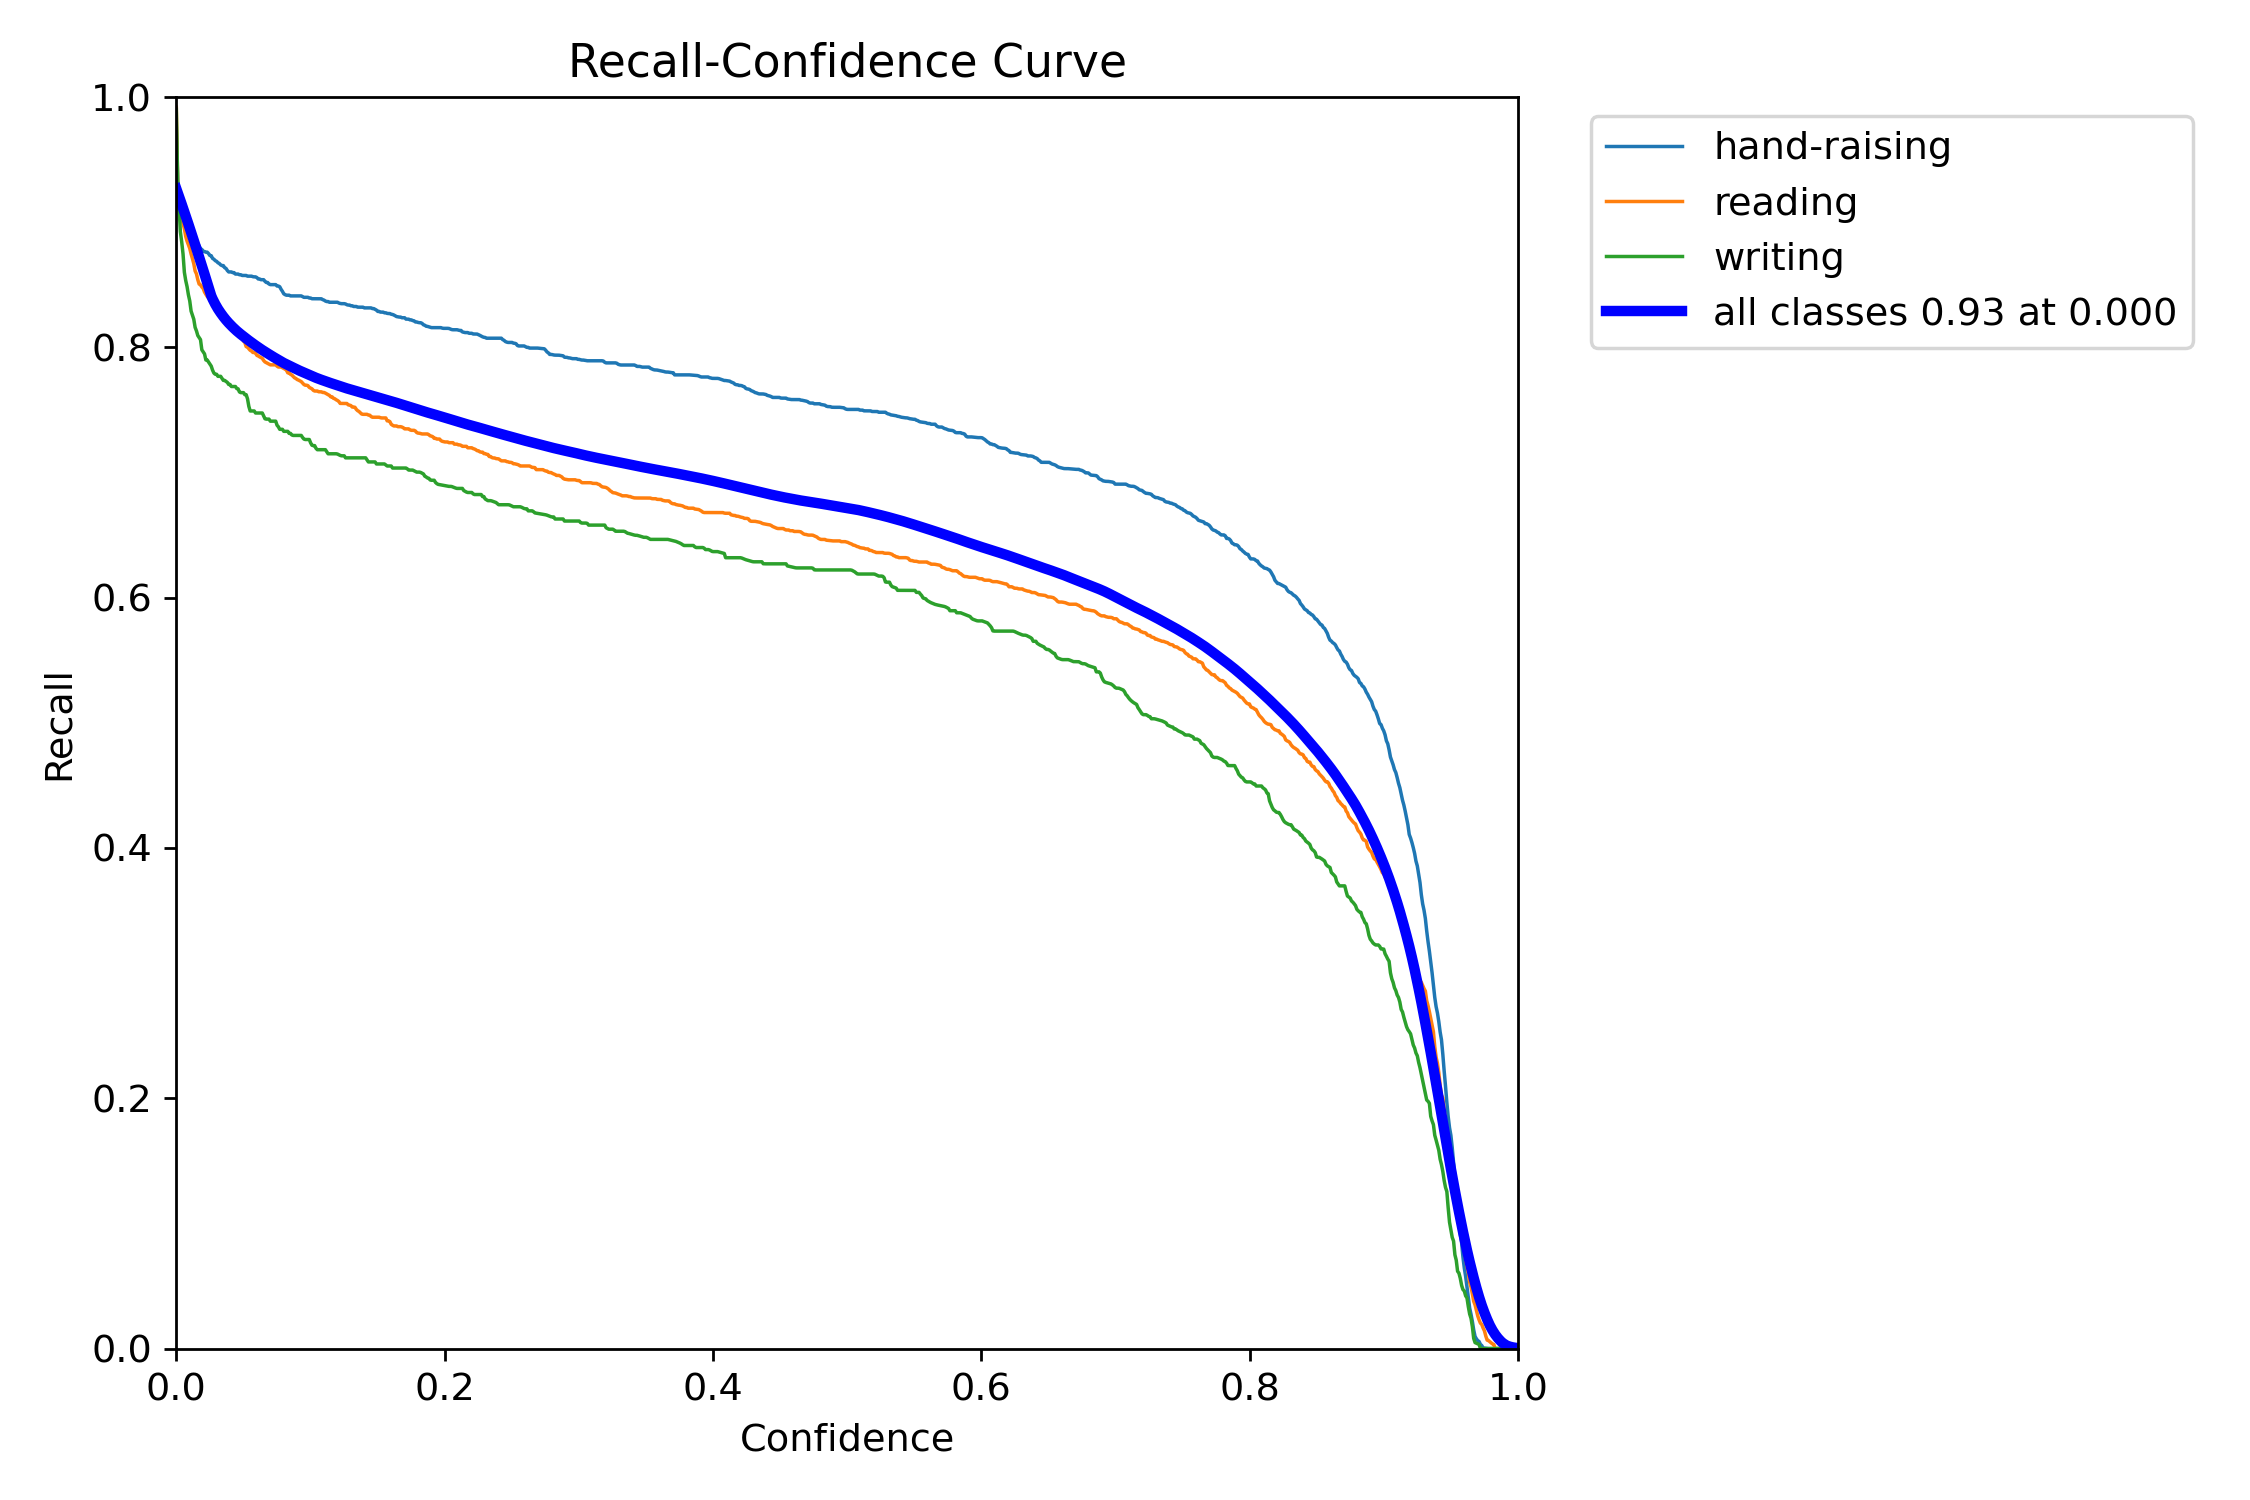 Recall-Confidence Curve
1.0
0.8
0.6
0.4
0.2
0.0
Recall
0.0 0.2 0.4 0.6 0.8 1.0
Confidence
hand-raising
reading
writing
all classes 0.93 at 0.000